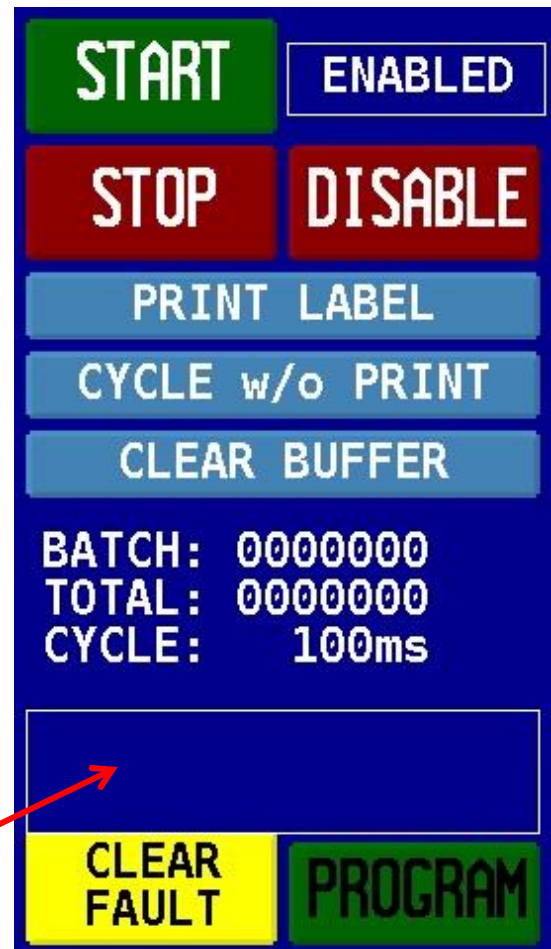 START ENABLED
STOP DISABLE
PRINT LABEL
CYCLE w/o PRINT
CLEAR BUFFER
BATCH: 0000000
TOTAL: 0000000
CYCLE: 100ms
CLEAR
FAULT
PROGRAM